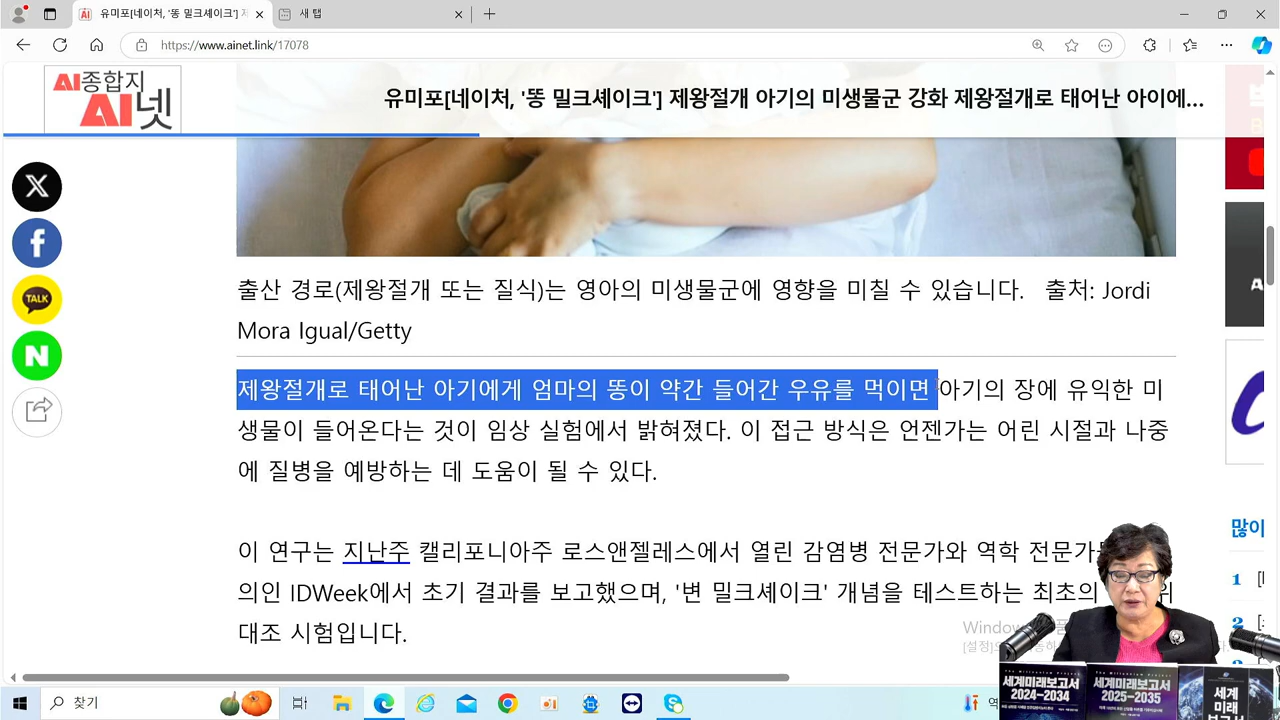 유미포[네이처, '똥 밀크셰이크'] 제
새 탭
https://www.ainet.link/17078
AI종합지
AI넷
유미포[네이처, '똥 밀크셰이크'] 제왕절개 아기의 미생물군 강화 제왕절개로 태어난 아이에...
TALK
N
출산 경로(제왕절개 또는 질식)는 영아의 미생물군에 영향을 미칠 수 있습니다. 출처: Jordi
Mora Igual/Getty
제왕절개로 태어난 아기에게 엄마의 똥이 약간 들어간 우유를 먹이면 아기의 장에 유익한 미
생물이 들어온다는 것이 임상 실험에서 밝혀졌다. 이 접근 방식은 언젠가는 어린 시절과 나중
에 질병을 예방하는 데 도움이 될 수 있다.
이 연구는 지난주 캘리포니아주 로스앤젤레스에서 열린 감염병 전문가와 역학 전문가
의인 IDWeek에서 초기 결과를 보고했으며, '변 밀크셰이크' 개념을 테스트하는 최초의
대조 시험입니다.
많이
1
2
Windows
[설정]
세계미래보고서
2024-2034
세계미래보고서
2025-2035
세계
미래
보고서
찾기